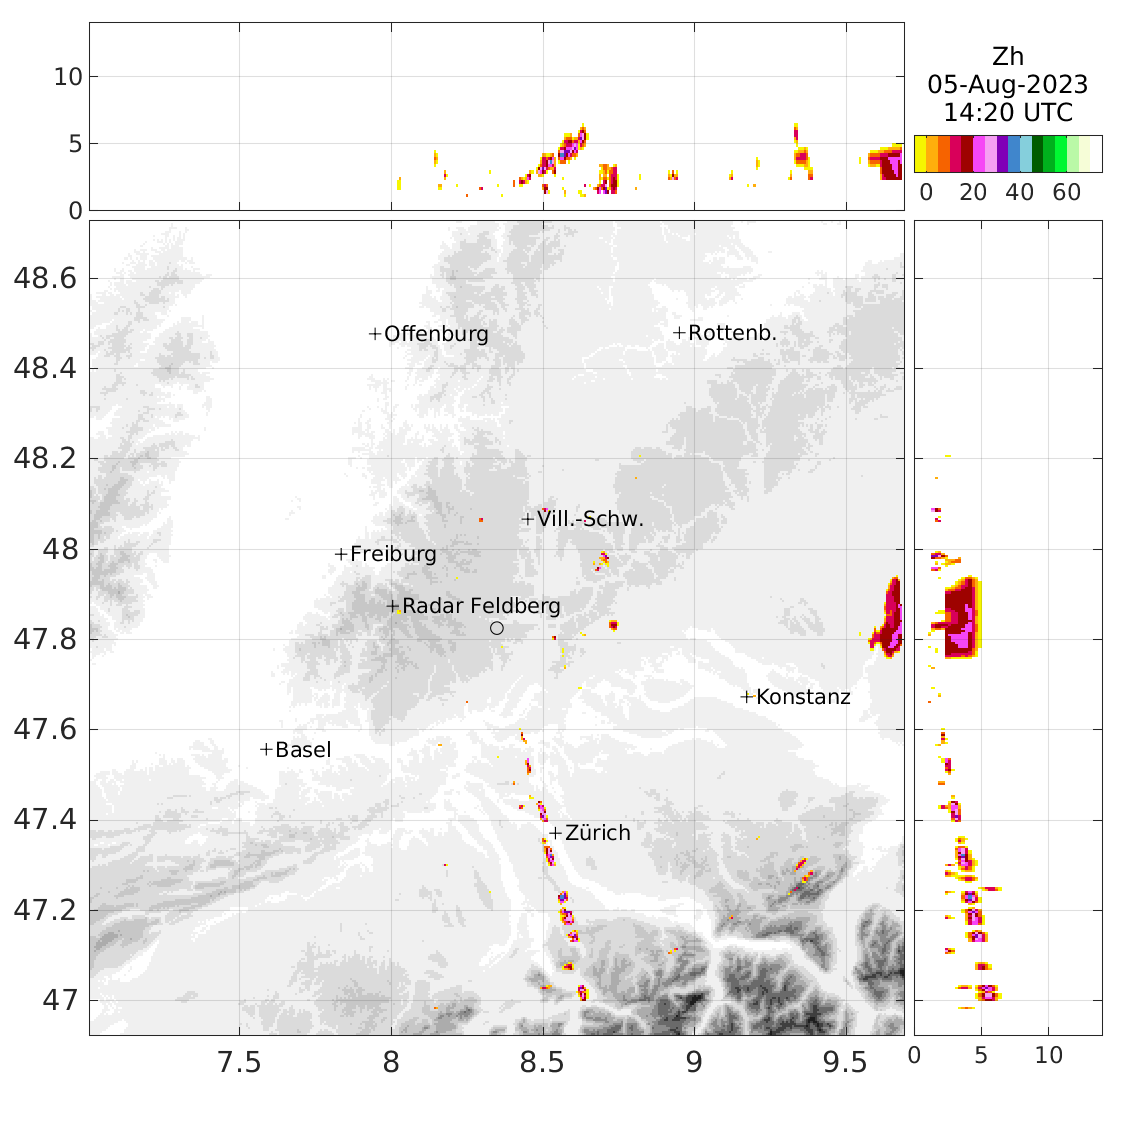 Zh
05-Aug-2023
14:20 UTC
0 20 40 60
10
5
0
48.6
48.4
48.2
48
47.8
47.6
47.4
47.2
47
Offenburg
Rottenb.
Vill.-Schw.
Freiburg
Radar Feldberg
Konstanz
Basel
Zürich
7.5 8 8.5 9 9.5
0 5 10